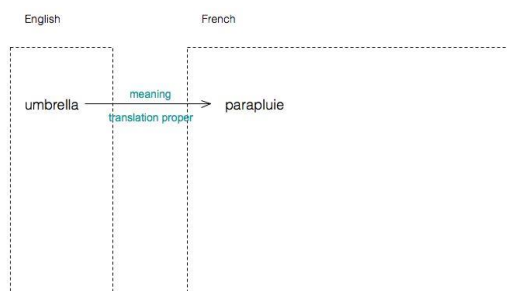 English
French
umbrella
meaning
parapluie
translation proper